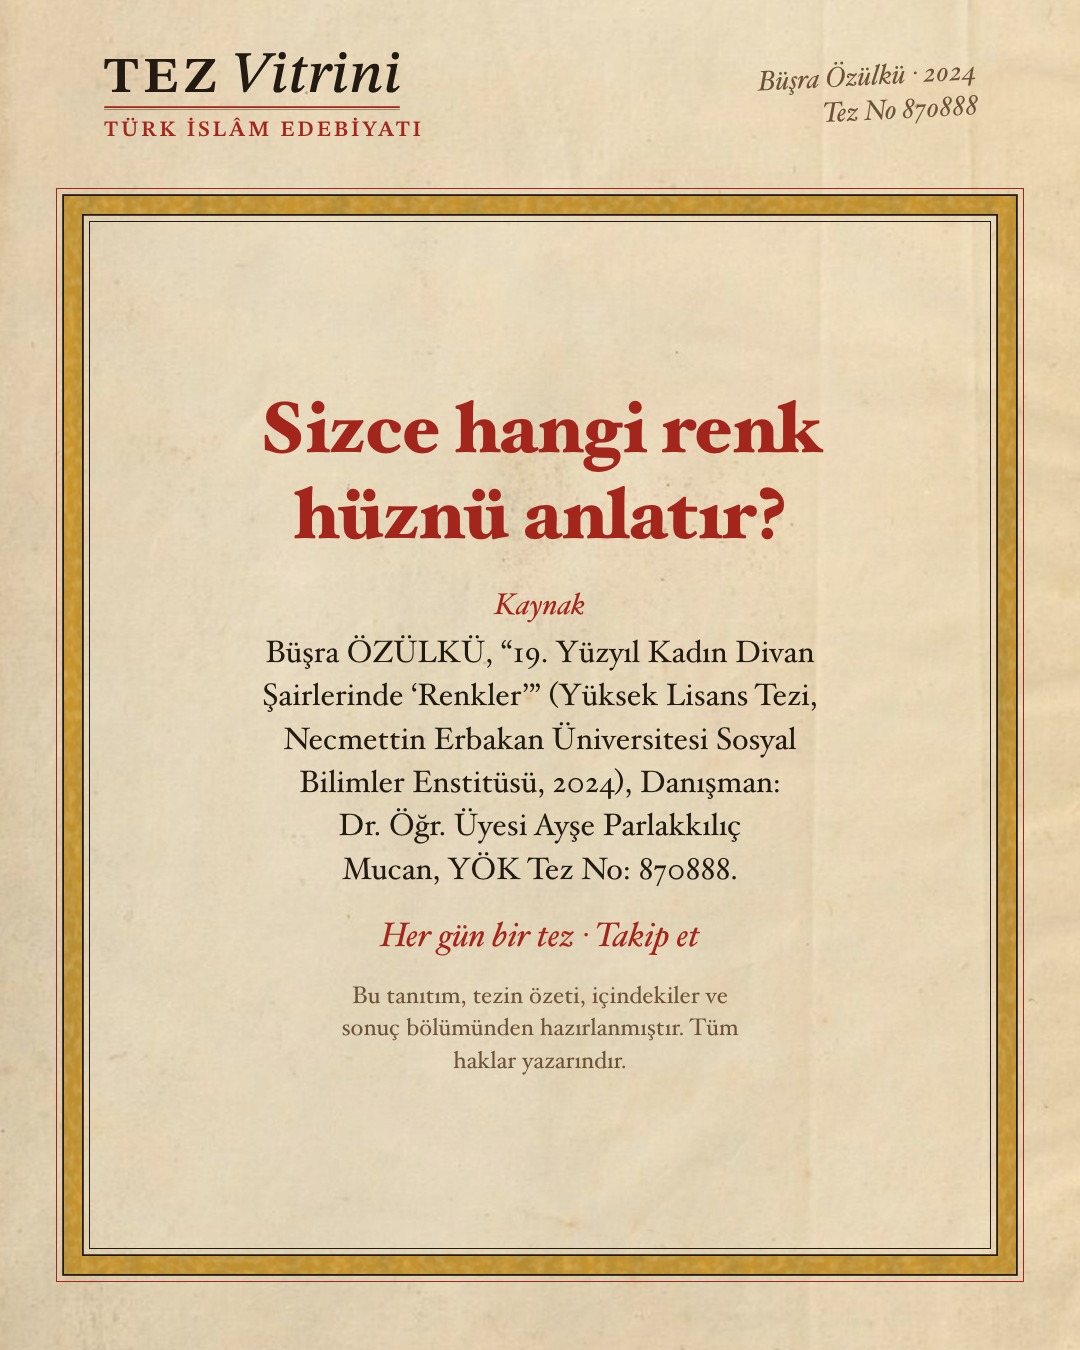 TEZ Vitrini
TÜRK İSLÂM EDEBİYATI
Büşra Özülkü · 2024
Tez No 870888
Sizce hangi renk
hüznü anlatır?
Kaynak
Büşra ÖZÜLKÜ, “19. Yüzyıl Kadın Divan
Şairlerinde ‘Renkler’” (Yüksek Lisans Tezi,
Necmettin Erbakan Üniversitesi Sosyal
Bilimler Enstitüsü, 2024), Danışman:
Dr. Öğr. Üyesi Ayşe Parlakkılıç
Mucan, YÖK Tez No: 870888.
Her gün bir tez · Takip et
Bu tanıtım, tezin özeti, içindekiler ve
sonuç bölümünden hazırlanmıştır. Tüm
haklar yazarındır.